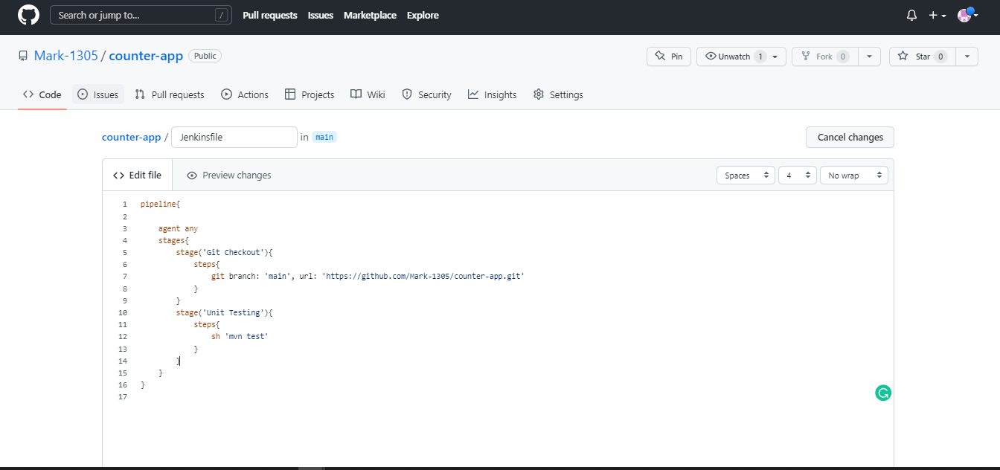 Search or jump to... /
Pull requests Issues Marketplace Explore
Mark-1305 / counter-app Public
Pin Unwatch 1 Fork 0 Star 0
Code Issues Pull requests Actions Projects Wiki Security Insights Settings
counter-app / Jenkinsfile in main Cancel changes
Edit file Preview changes Spaces 4 No wrap
1 pipeline{
2
3 agent any
4 stages{
5 stage('Git Checkout'){
6 steps{
7 git branch: 'main', url: 'https://github.com/Mark-1305/counter-app.git'
8 }
9 }
10 stage('Unit Testing'){
11 steps{
12 sh 'mvn test'
13 }
14 }
15 }
16 }
17